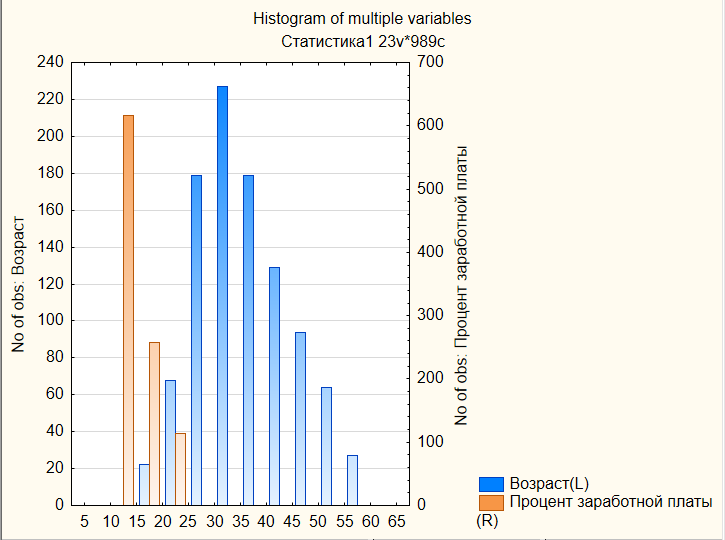 Histogram of multiple variables
Статистика1 23v*989c
No of obs: Возраст
240
220
200
180
160
140
120
100
80
60
40
20
0
5 10 15 20 25 30 35 40 45 50 55 60 65
700
600
500
400
300
200
100
0
No of obs: Процент заработной платы
Возраст(L)
Процент заработной платы
(R)